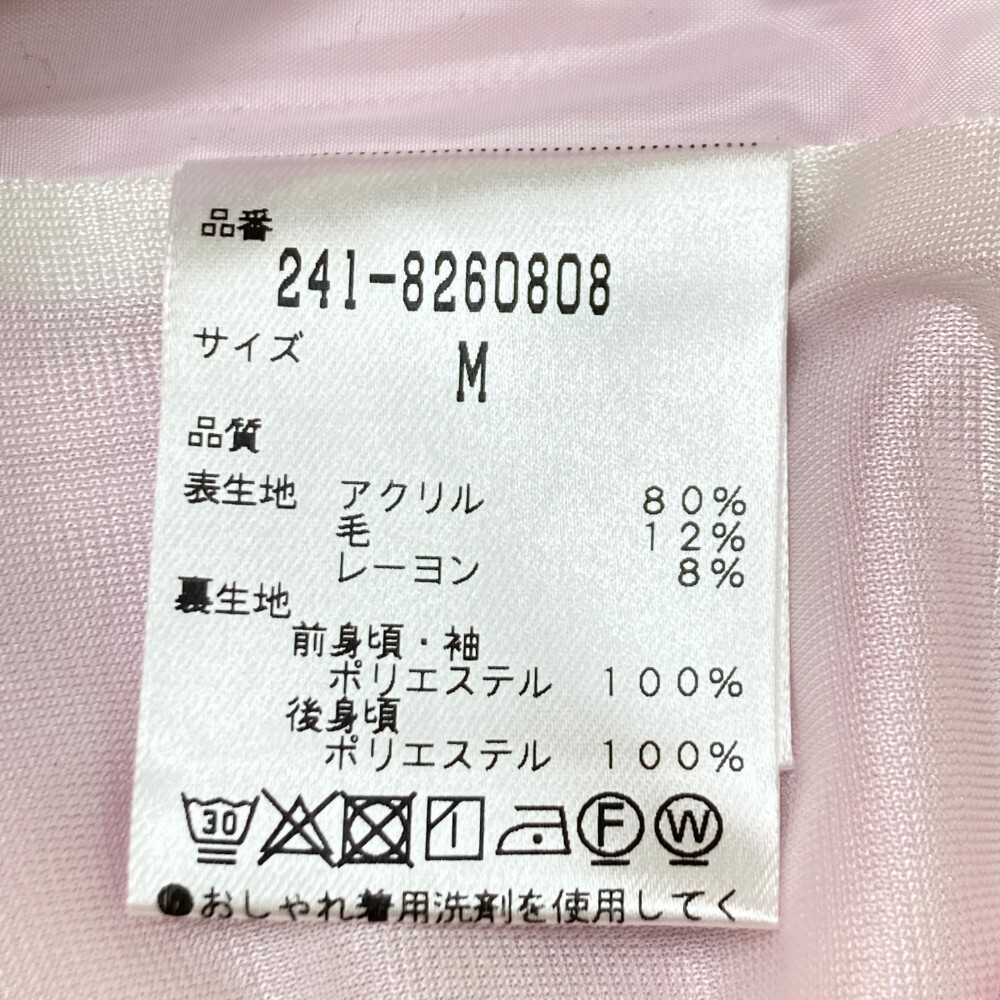 品番
241-8260808
サイズ M
品質
表生地 アクリル 80%
毛 12%
レーヨン 8%
裏生地
前身頃・袖
ポリエステル 100%
後身頃
ポリエステル 100%
30 F W
●おしゃれ着用洗剤を使用してく